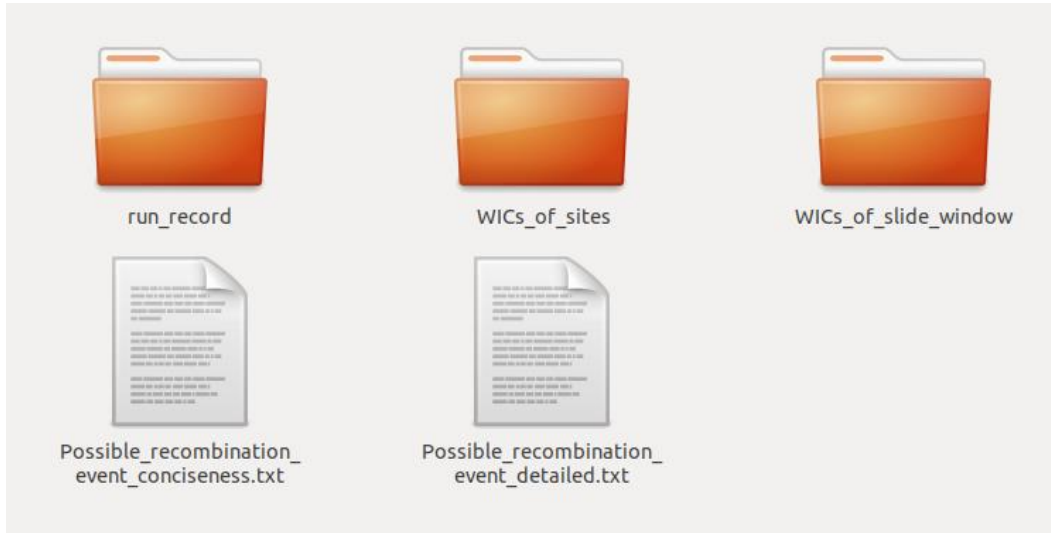 run_record
WICs_of_sites
WICs_of_slide_window
Possible_recombination_
event_conciseness.txt
Possible_recombination_
event_detailed.txt